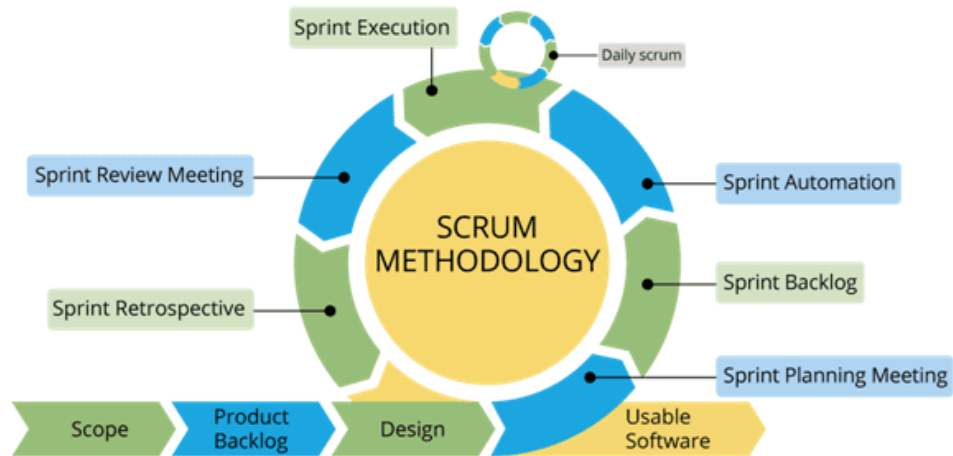 Sprint Execution
Daily scrum
Sprint Review Meeting
Sprint Automation
SCRUM
METHODOLOGY
Sprint Backlog
Sprint Retrospective
Sprint Planning Meeting
Scope
Product
Backlog
Design
Usable
Software